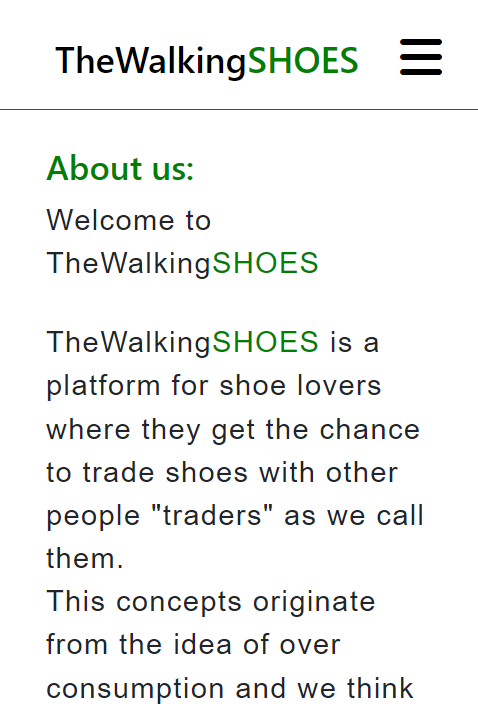 TheWalkingSHOES
About us:
Welcome to
TheWalkingSHOES
TheWalkingSHOES is a
platform for shoe lovers
where they get the chance
to trade shoes with other
people "traders" as we call
them.
This concepts originate
from the idea of over
consumption and we think